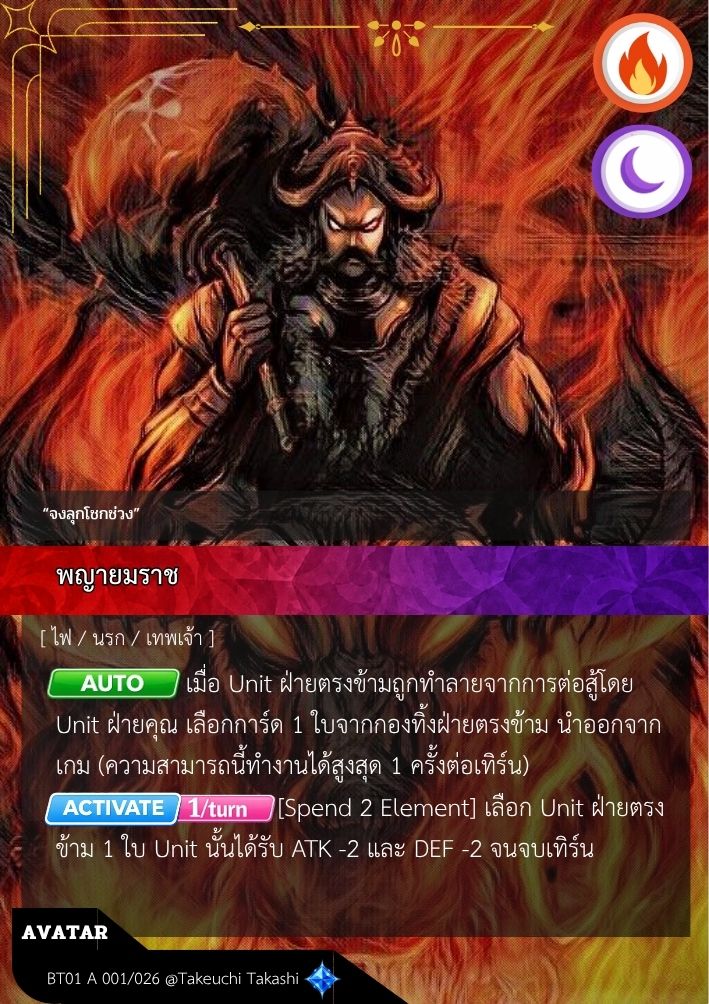 “จงลุกโชกช่วง”
พญายมราช
[ ไฟ / นรก / เทพเจ้า ]
AUTO เมื่อ Unit ฝ่ายตรงข้ามถูกทำลายจากการต่อสู้โดย
Unit ฝ่ายคุณ เลือกการ์ด 1 ใบจากกองทิ้งฝ่ายตรงข้าม นำออกจาก
เกม (ความสามารถนี้ทำงานได้สูงสุด 1 ครั้งต่อเทิร์น)
ACTIVATE 1/turn [Spend 2 Element] เลือก Unit ฝ่ายตรง
ข้าม 1 ใบ Unit นั้นได้รับ ATK -2 และ DEF -2 จนจบเทิร์น
AVATAR
BT01 A 001/026 @Takeuchi Takashi